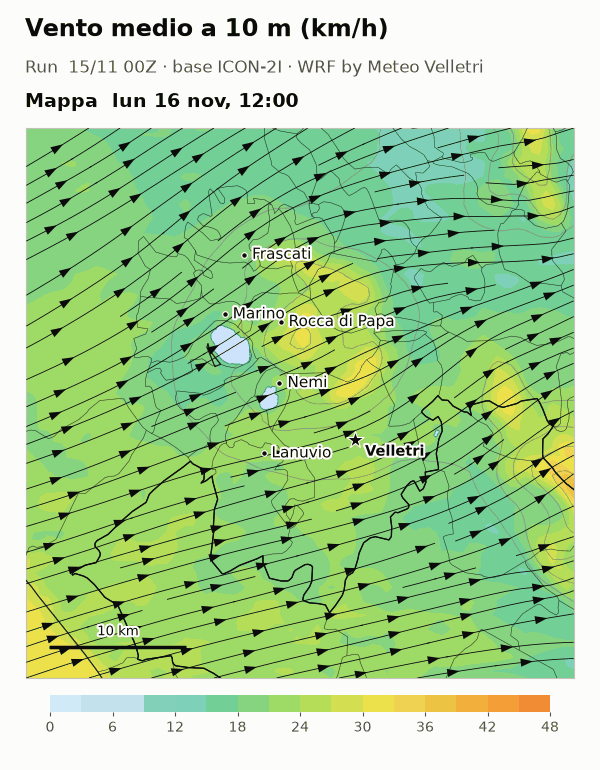 Vento medio a 10 m (km/h)
Run 15/11 00Z · base ICON-2I · WRF by Meteo Velletri
Mappa lun 16 nov, 12:00
Frascati
Marino
Rocca di Papa
Nemi
Velletri
Lanuvio
10 km
0 6 12 18 24 30 36 42 48